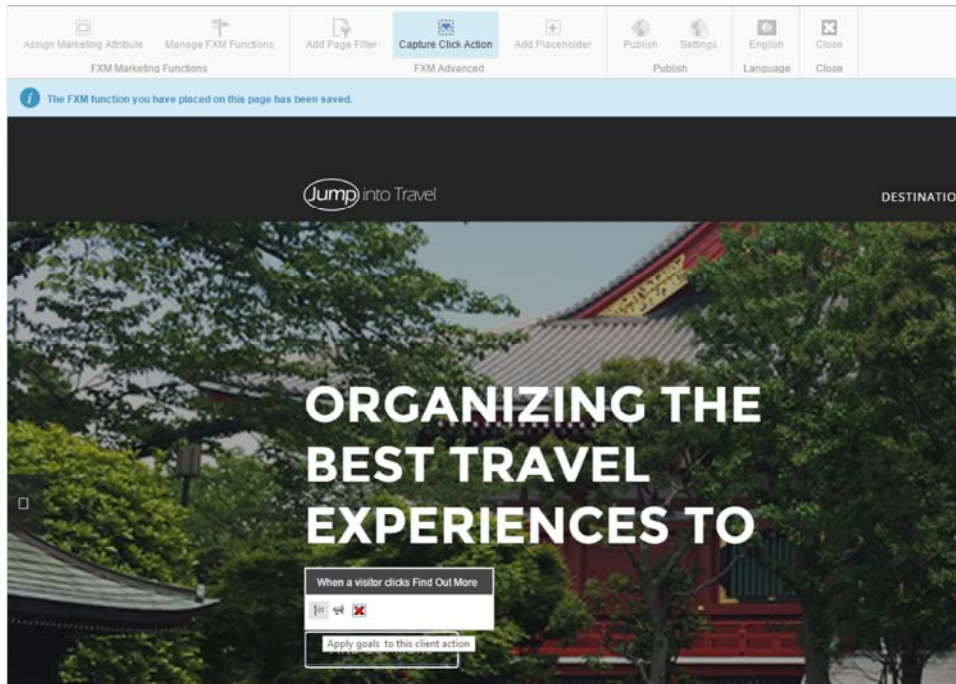 Assign Marketing Attribute Manage FXM Functions Add Page Filter Capture Click Action Add Placeholder Publish Settings English Close
FXM Marketing Functions FXM Advanced Publish Language Close
i The FXM function you have placed on this page has been saved.
Jump into Travel
DESTINATIO
ORGANIZING THE
BEST TRAVEL
EXPERIENCES TO
When a visitor clicks Find Out More
Apply goals to this client action